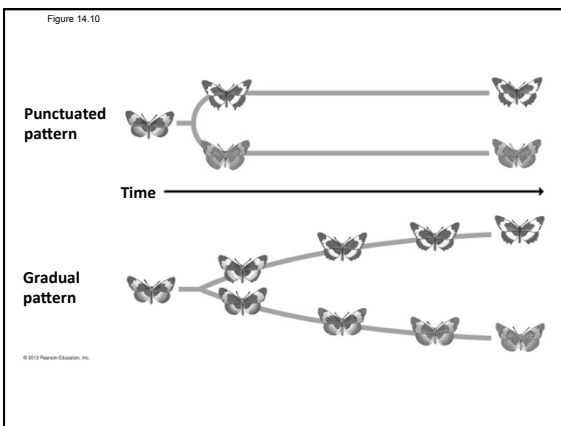 Figure 14.10
Punctuated
pattern
Time
Gradual
pattern
© 2013 Pearson Education, Inc.